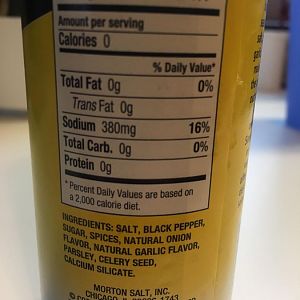 Amount per serving
Calories 0
% Daily Value*
Total Fat 0g 0%
Trans Fat 0g
Sodium 380mg 16%
Total Carb. 0g 0%
Protein 0g
* Percent Daily Values are based on
a 2,000 calorie diet.
INGREDIENTS: SALT, BLACK PEPPER,
SUGAR, SPICES, NATURAL ONION
FLAVOR, NATURAL GARLIC FLAVOR,
PARSLEY, CELERY SEED,
CALCIUM SILICATE.
MORTON SALT, INC.
CHICAGO, IL